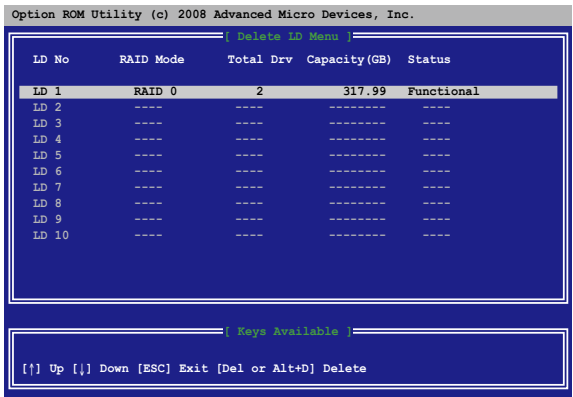 Option ROM Utility (c) 2008 Advanced Micro Devices, Inc.
[ Delete LD Menu ]
LD No RAID Mode Total Drv Capacity(GB) Status
LD 1 RAID 0 2 317.99 Functional
LD 2 ---- ---- -------- ----
LD 3 ---- ---- -------- ----
LD 4 ---- ---- -------- ----
LD 5 ---- ---- -------- ----
LD 6 ---- ---- -------- ----
LD 7 ---- ---- -------- ----
LD 8 ---- ---- -------- ----
LD 9 ---- ---- -------- ----
LD 10 ---- ---- -------- ----
[ Keys Available ]
[↑] Up [↓] Down [ESC] Exit [Del or Alt+D] Delete